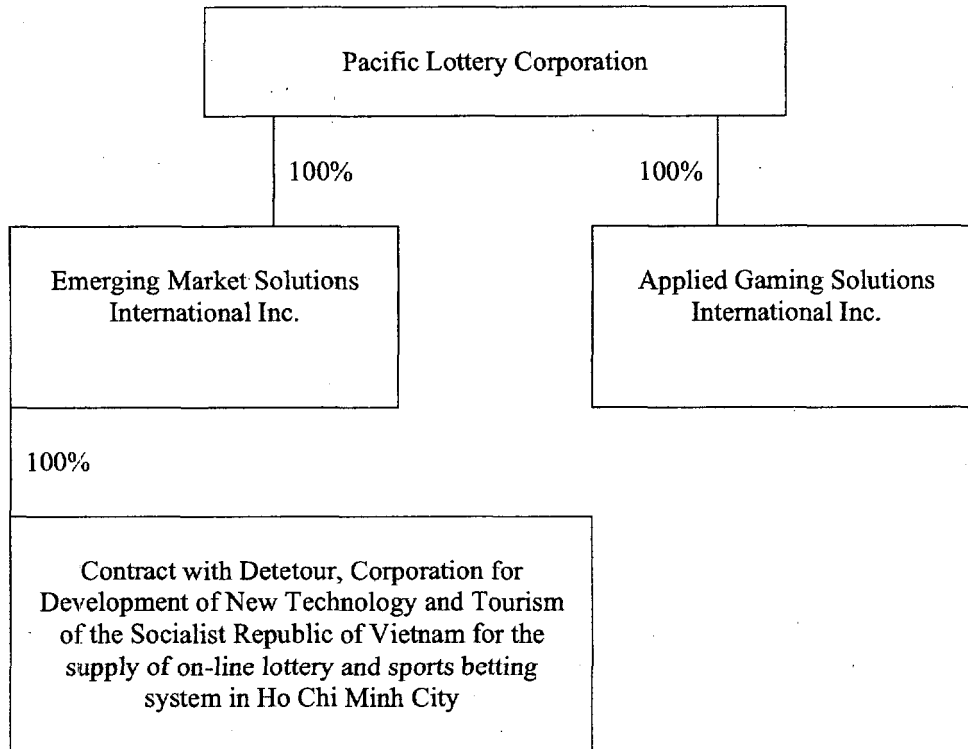 Pacific Lottery Corporation
100%
100%
Emerging Market Solutions
International Inc.
Applied Gaming Solutions
International Inc.
100%
Contract with Detetour, Corporation for
Development of New Technology and Tourism
of the Socialist Republic of Vietnam for the
supply of on-line lottery and sports betting
system in Ho Chi Minh City